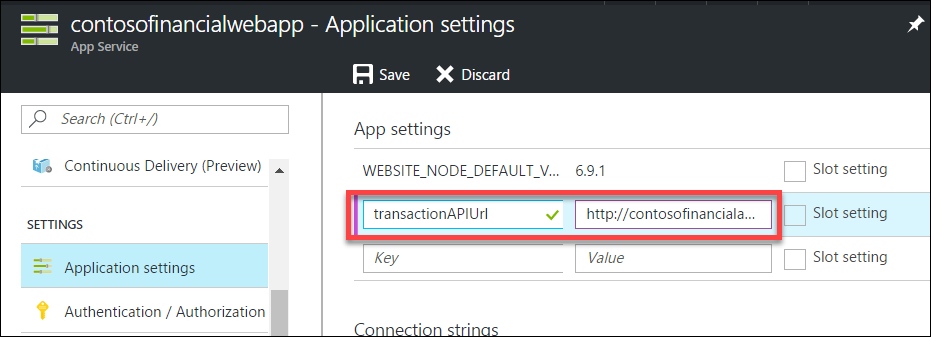 contosofinancialwebapp - Application settings
App Service
Save Discard
Search (Ctrl+/)
Continuous Delivery (Preview)
SETTINGS
Application settings
Authentication / Authorization
App settings
WEBSITE_NODE_DEFAULT_V... 6.9.1 Slot setting
transactionAPIUrl http://contosofinanciala... Slot setting
Key Value Slot setting
Connection strings